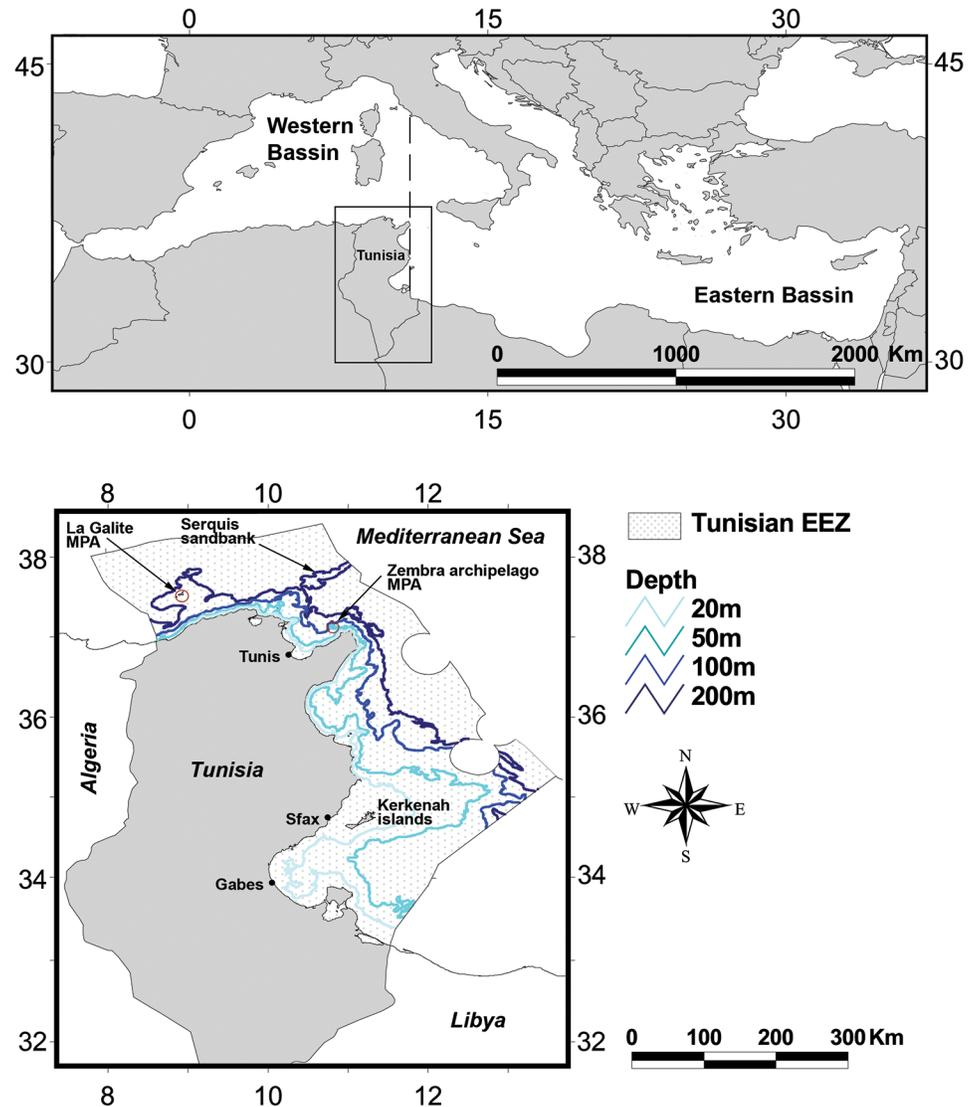 0 15 30
45 45
Western
Bassin
Tunisia
Eastern Bassin
0 1000 2000 Km
30 30
0 15 30
8 10 12
La Galite
MPA
Serquis
sandbank
Mediterranean Sea
38 38
Zembra archipelago
MPA
Tunis
36 36
Algeria
Tunisia
Kerkenah
islands
Sfax
34 34
Gabes
Libya
32 32
8 10 12
Tunisian EEZ
Depth
20m
50m
100m
200m
N
W E
S
0 100 200 300 Km